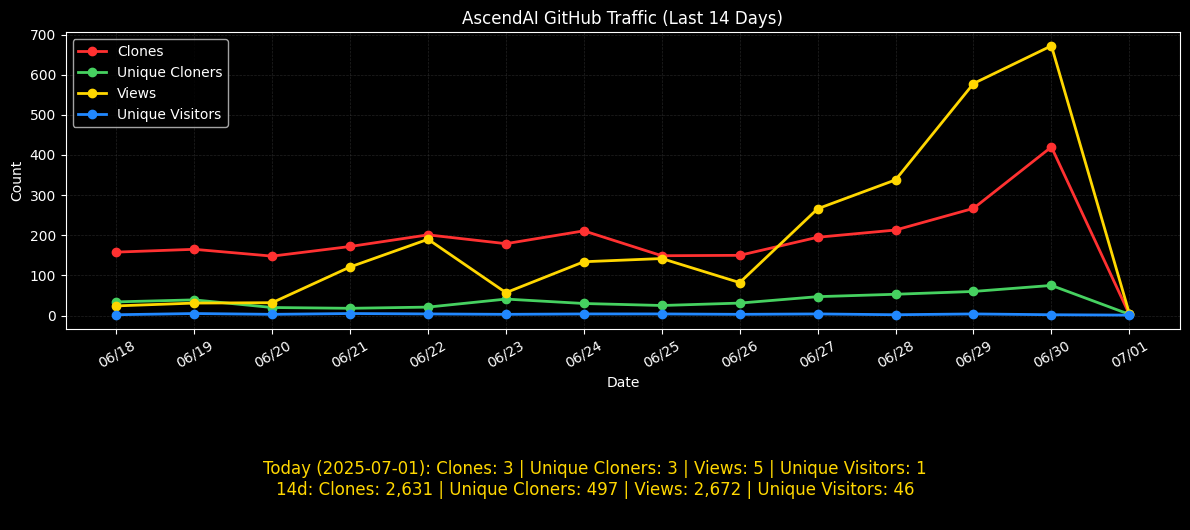 AscendAI GitHub Traffic (Last 14 Days)
700
600
500
400
300
200
100
0
Count
Clones
Unique Cloners
Views
Unique Visitors
06/18 06/19 06/20 06/21 06/22 06/23 06/24 06/25 06/26 06/27 06/28 06/29 06/30 07/01
Date
Today (2025-07-01): Clones: 3 | Unique Cloners: 3 | Views: 5 | Unique Visitors: 1
14d: Clones: 2,631 | Unique Cloners: 497 | Views: 2,672 | Unique Visitors: 46